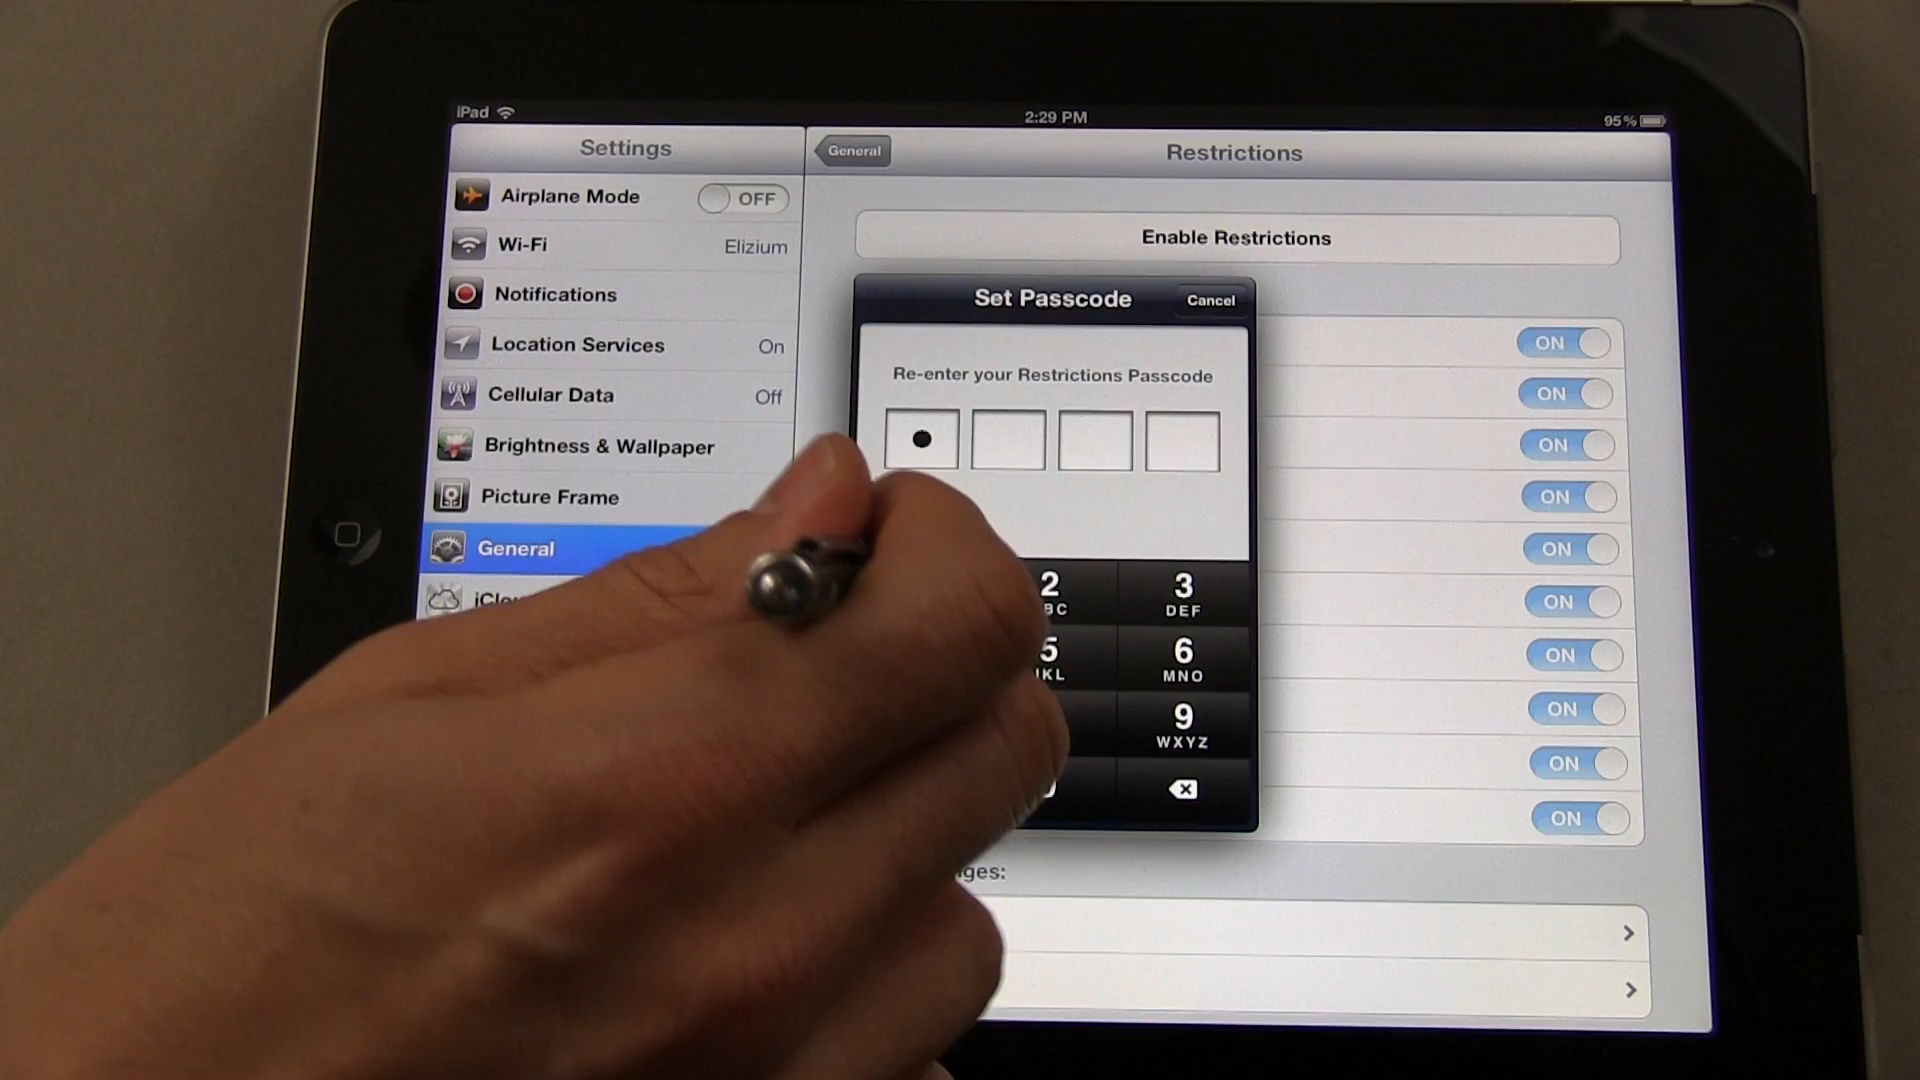 iPad
2:29 PM
95%
Settings
General
Restrictions
Airplane Mode OFF
Wi-Fi Elizium
Notifications
Location Services On
Cellular Data Off
Brightness & Wallpaper
Picture Frame
General
Enable Restrictions
Set Passcode
Cancel
Re-enter your Restrictions Passcode
2
3
DEF
5
6
MNO
9
WXYZ
ON
ON
ON
ON
ON
ON
ON
ON
ON
ON